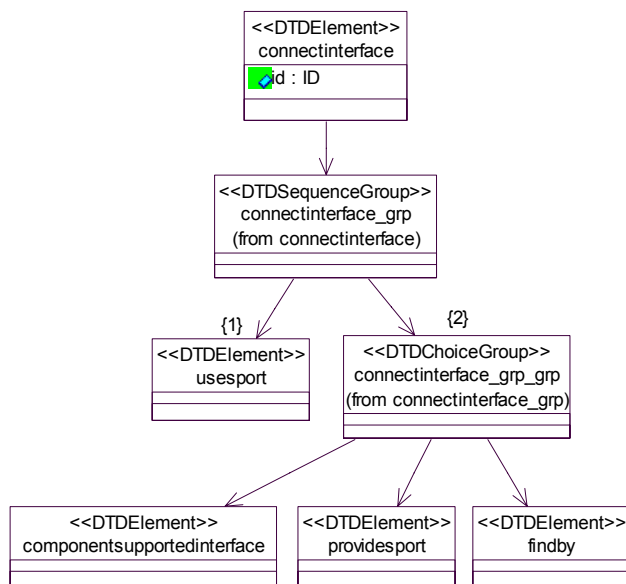 <<DTDElement>>
connectinterface
id : ID
<<DTDSequenceGroup>>
connectinterface_grp
(from connectinterface)
{1}
{2}
<<DTDElement>>
usesport
<<DTDChoiceGroup>>
connectinterface_grp_grp
(from connectinterface_grp)
<<DTDElement>>
componentsupportedinterface
<<DTDElement>>
providesport
<<DTDElement>>
findby